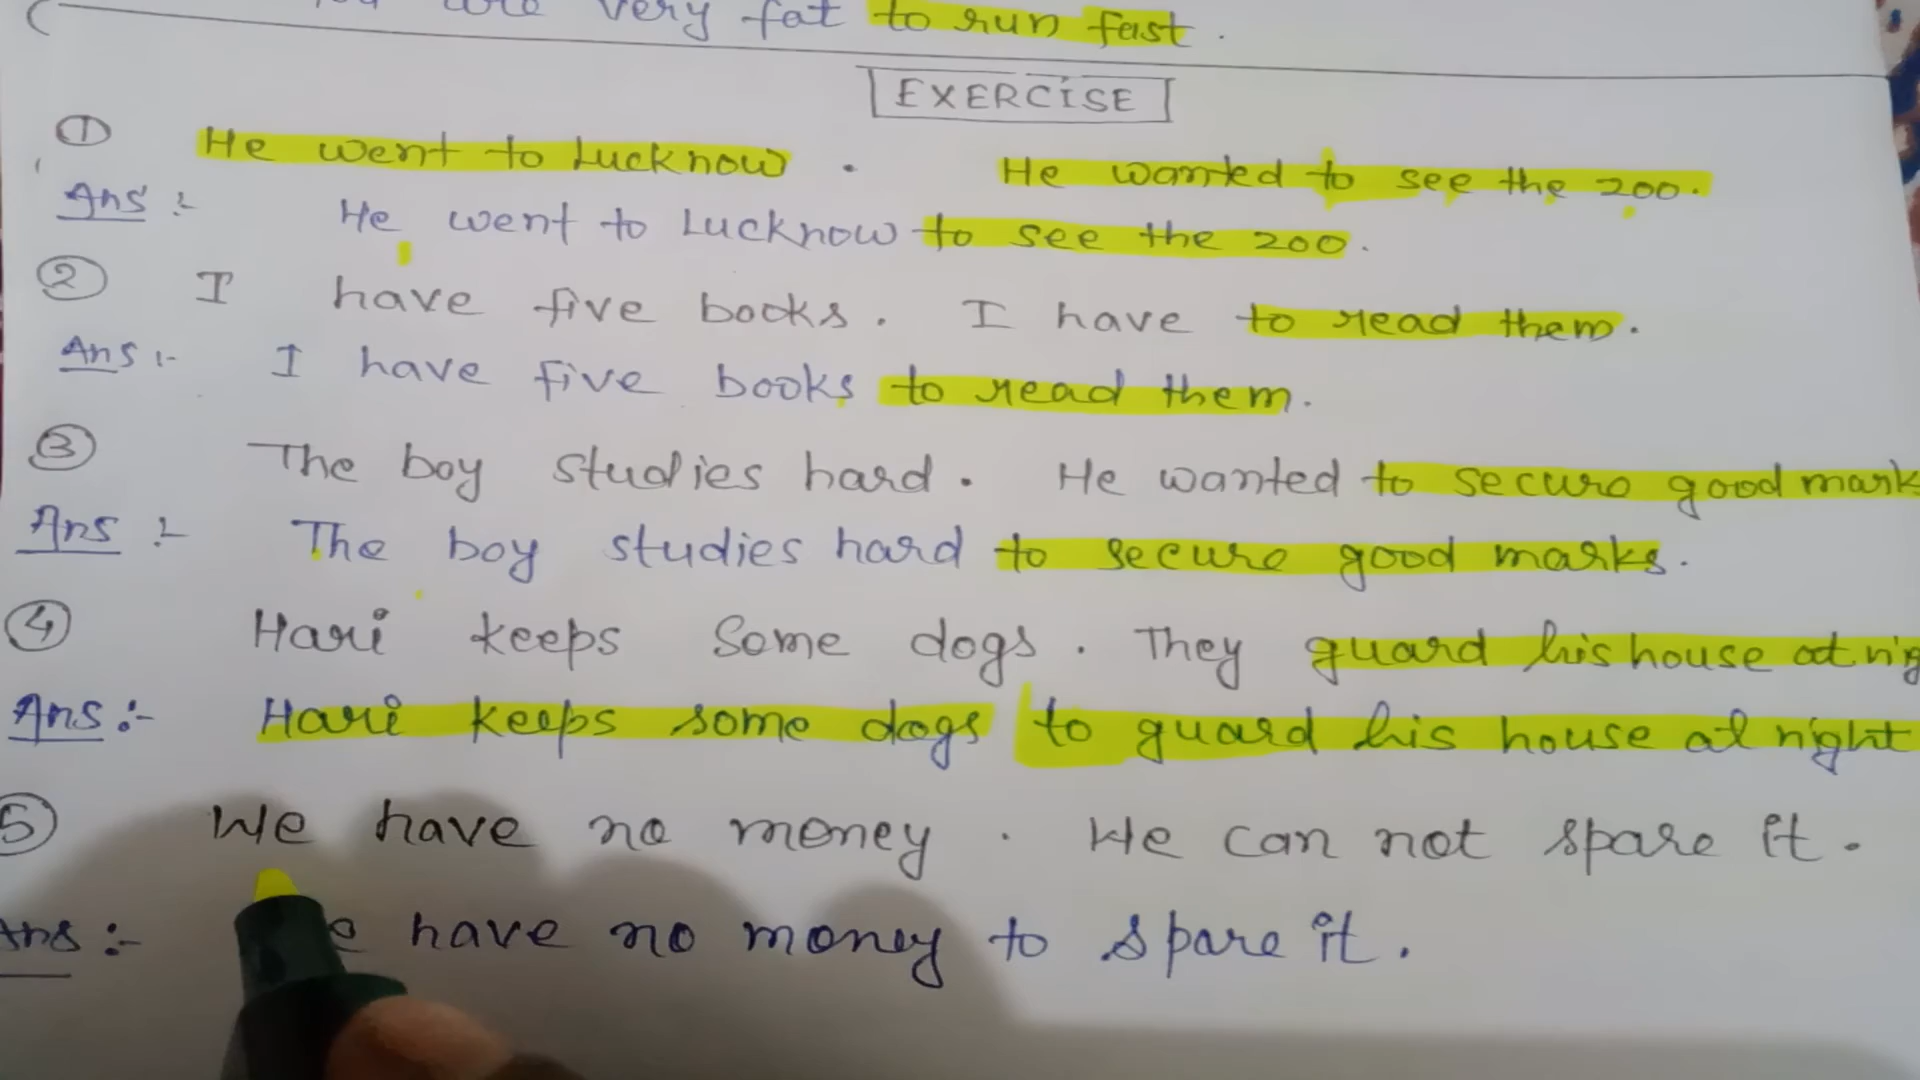 are very fat to run fast.
EXERCISE
① He went to Lucknow. He wanted to see the zoo.
Ans :- He went to Lucknow to see the zoo.
② I have five books. I have to read them.
Ans :- I have five books to read them.
③ The boy studies hard. He wanted to secure good mark
Ans :- The boy studies hard to secure good marks.
④ Hari keeps Some dogs. They guard his house at nig
Ans :- Hari keeps some dogs to guard his house at night
⑤ We have no money. We can not spare it.
Ans :- have no money to spare it.